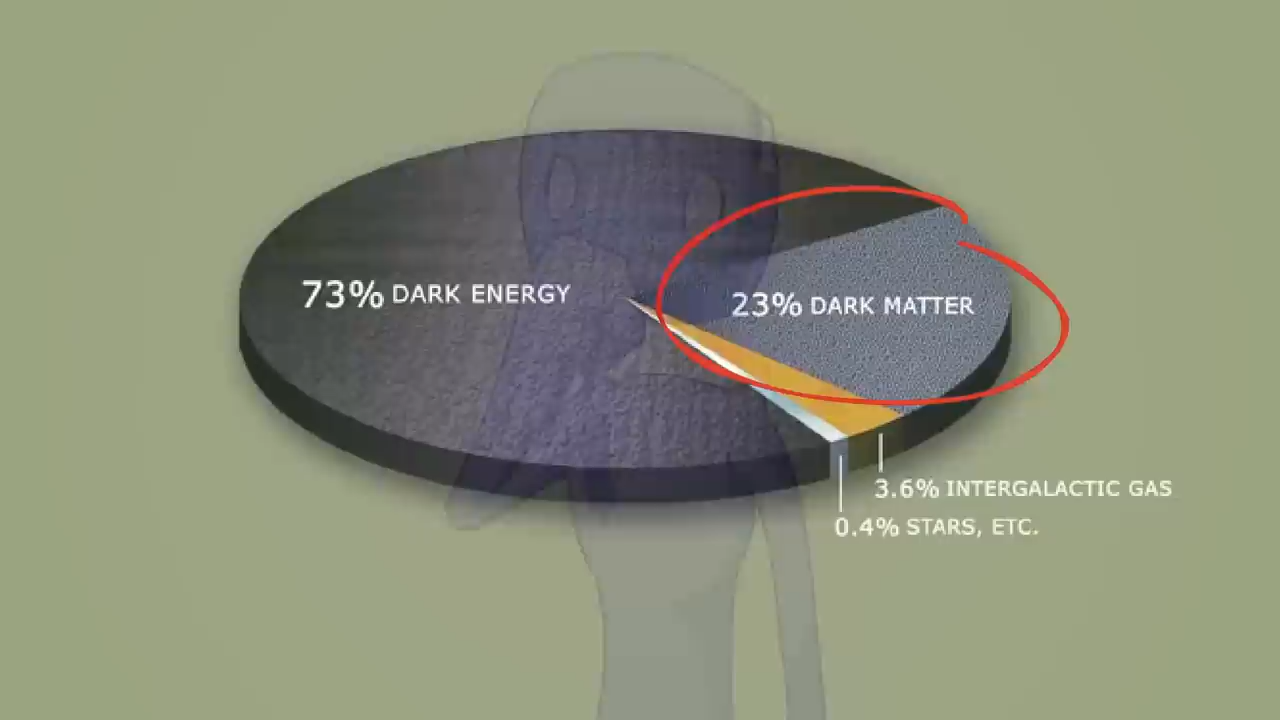 73% DARK ENERGY
23% DARK MATTER
3.6% INTERGALACTIC GAS
0.4% STARS, ETC.